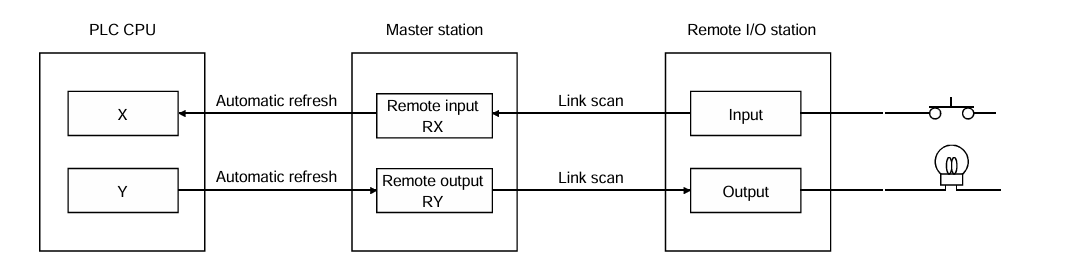 PLC CPU
Master station
Remote I/O station
X
Automatic refresh
Remote input
RX
Link scan
Input
Y
Automatic refresh
Remote output
RY
Link scan
Output